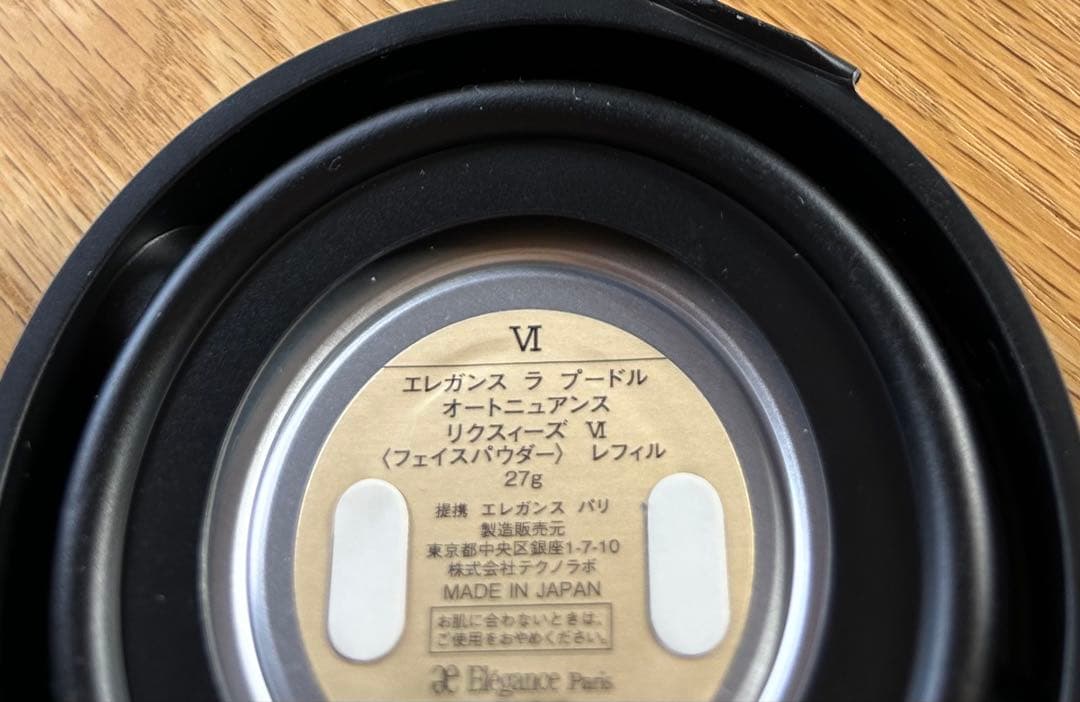 Ⅵ
エレガンス ラ プードル
オートニュアンス
リクスィーズ Ⅵ
〈フェイスパウダー〉 レフィル
27g
提携 エレガンス パリ
製造販売元
東京都中央区銀座1-7-10
株式会社テクノラボ
MADE IN JAPAN
お肌に合わないときは、
ご使用をおやめください。
æ Elégance Paris